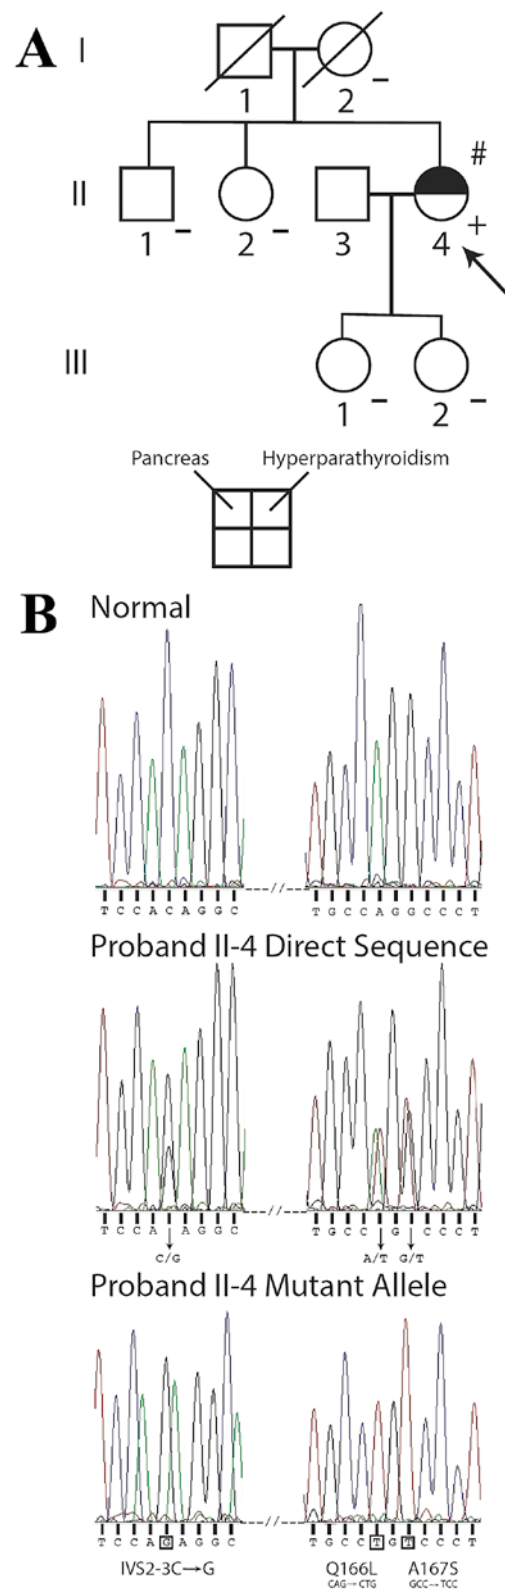 A
I
1
2 -
#
II
1 -
2 -
3
4 +
III
1 -
2 -
Pancreas Hyperparathyroidism
B
Normal
T C C A C A G G C
--//--
T G C C A G G C C C T
Proband II-4 Direct Sequence
T C C A A G G C
--//--
T G C C G C C C T
C/G
A/T G/T
Proband II-4 Mutant Allele
T C C A G A G G C
--//--
T G C C T G T C C C T
IVS2-3C→G
Q166L A167S
CAG→CTG GCC→TCC